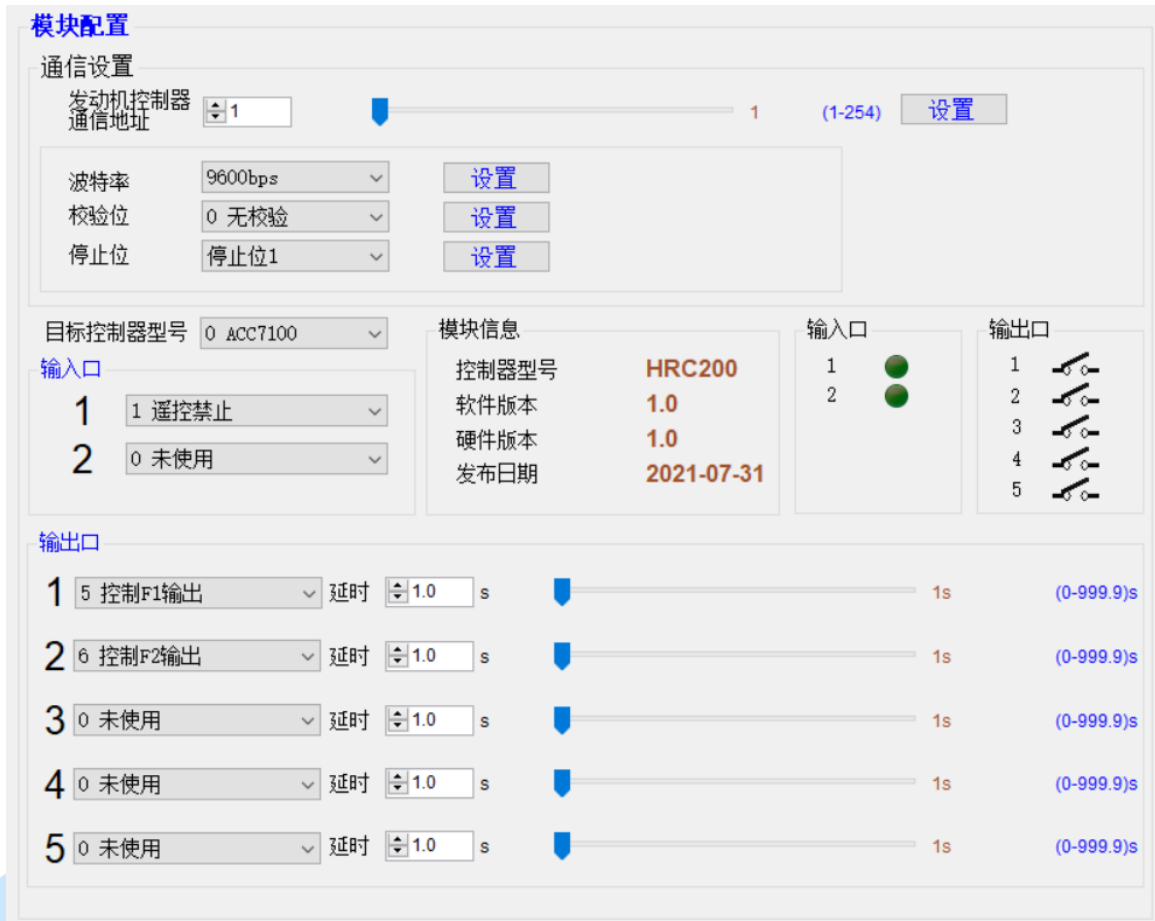 模块配置
通信设置
发动机控制器
通信地址
1
1
(1-254)
设置
波特率 9600bps 设置
校验位 0 无校验 设置
停止位 停止位1 设置
目标控制器型号 0 ACC7100
输入口
1 1 遥控禁止
2 0 未使用
模块信息
控制器型号 HRC200
软件版本 1.0
硬件版本 1.0
发布日期 2021-07-31
输入口
1
2
输出口
1
2
3
4
5
输出口
1 5 控制F1输出 延时 1.0 s 1s (0-999.9)s
2 6 控制F2输出 延时 1.0 s 1s (0-999.9)s
3 0 未使用 延时 1.0 s 1s (0-999.9)s
4 0 未使用 延时 1.0 s 1s (0-999.9)s
5 0 未使用 延时 1.0 s 1s (0-999.9)s